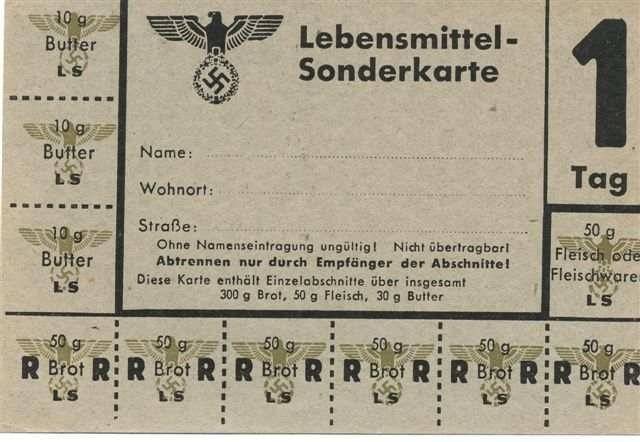 10 g
Butter
LS
10 g
Butter
LS
10 g
Butter
LS
Lebensmittel-
Sonderkarte
Name:
Wohnort:
Straße:
Ohne Namenseintragung ungültig! Nicht übertragbar!
Abtrennen nur durch Empfänger der Abschnitte!
Diese Karte enthält Einzelabschnitte über insgesamt
300 g Brot, 50 g Fleisch, 30 g Butter
1
Tag
50 g
Fleisch ode
Fleischware
LS
50 g
R Brot R
LS
50 g
R Brot R
LS
50 g
R Brot R
LS
50 g
R Brot R
LS
50 g
R Brot R
LS
50 g
R Brot R
LS